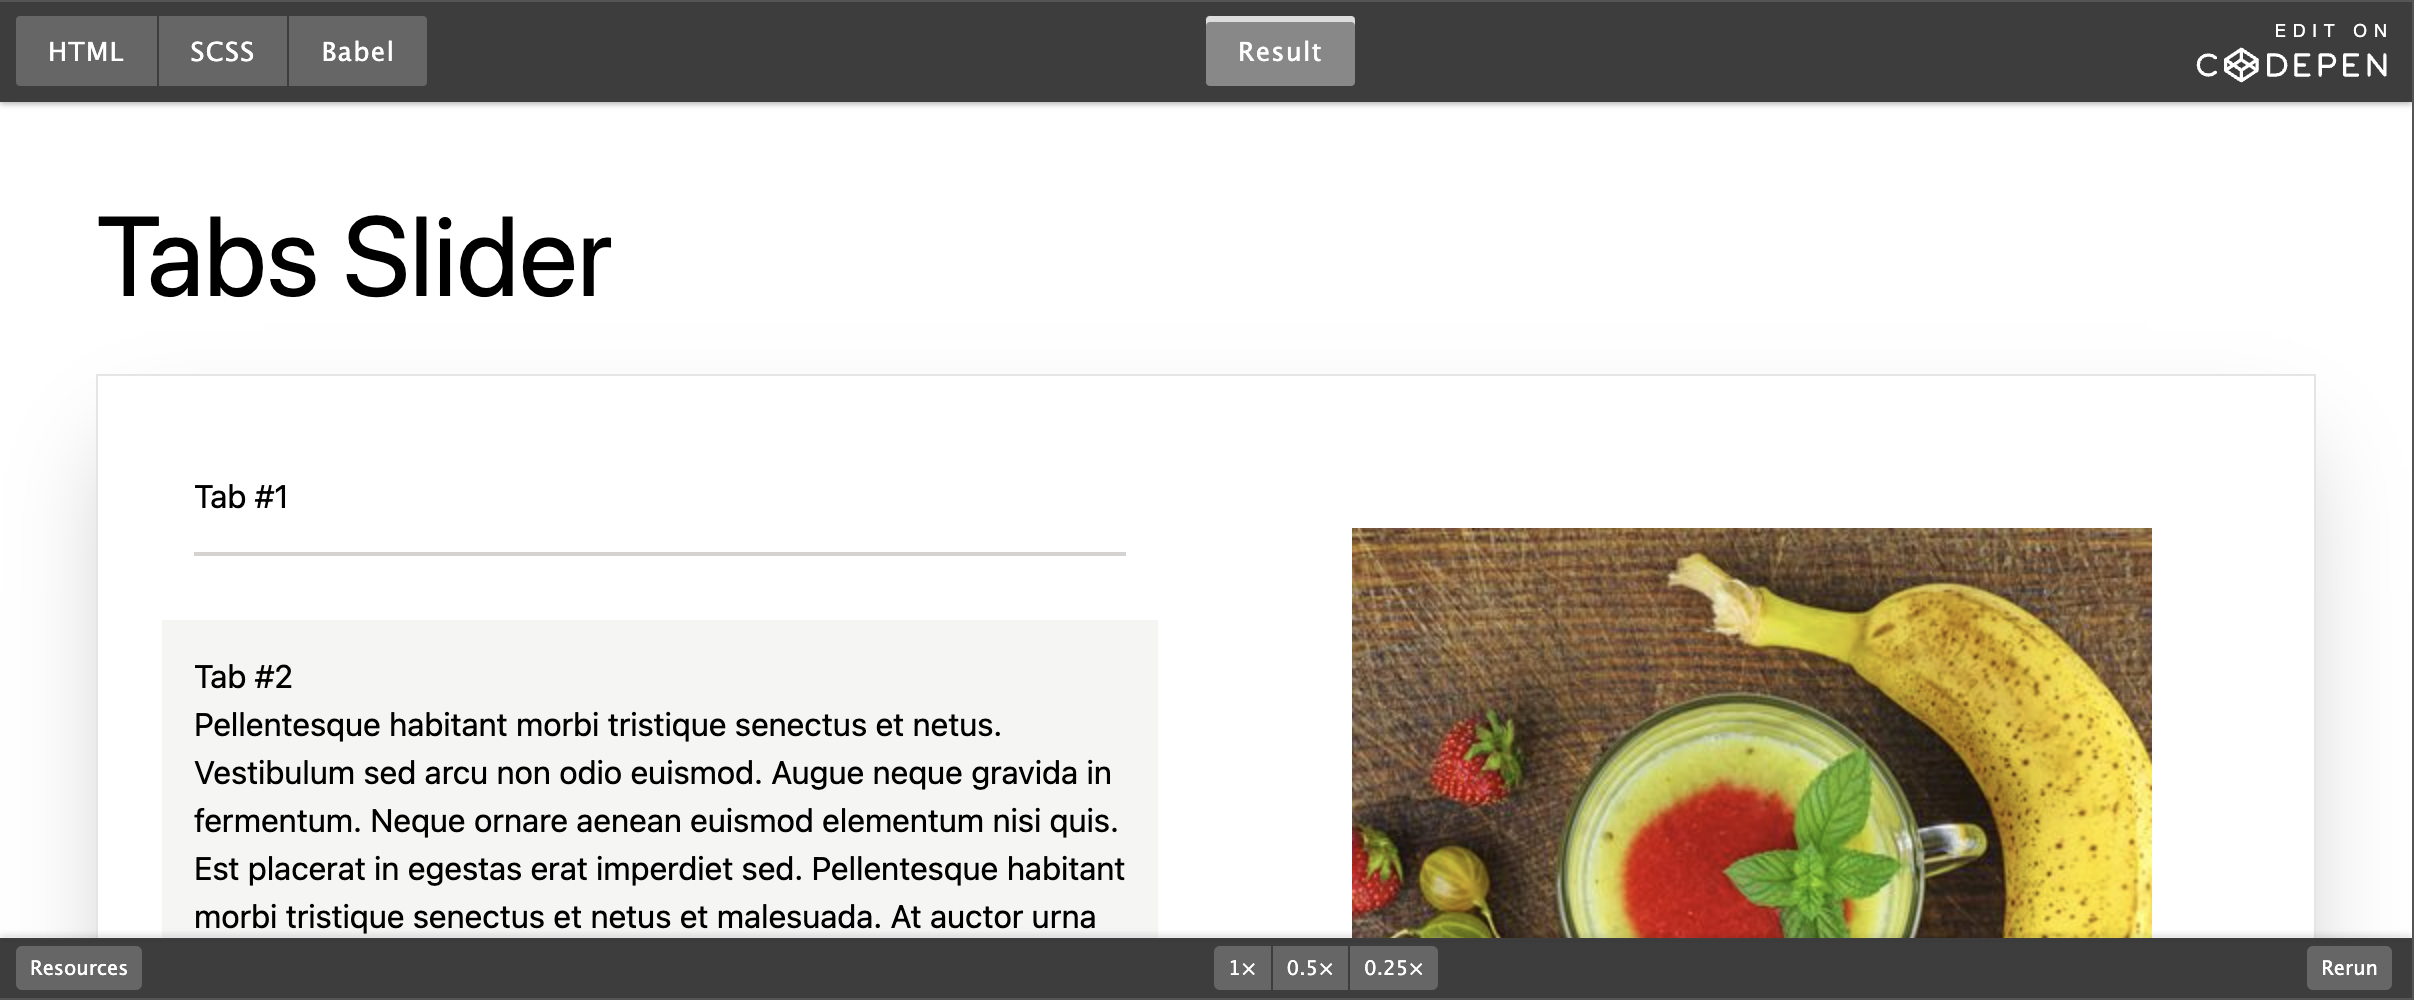 HTML
SCSS
Babel
Result
EDIT ON
CODEPEN
Tabs Slider
Tab #1
Tab #2
Pellentesque habitant morbi tristique senectus et netus.
Vestibulum sed arcu non odio euismod. Augue neque gravida in
fermentum. Neque ornare aenean euismod elementum nisi quis.
Est placerat in egestas erat imperdiet sed. Pellentesque habitant
morbi tristique senectus et netus et malesuada. At auctor urna
Resources
1×
0.5×
0.25×
Rerun